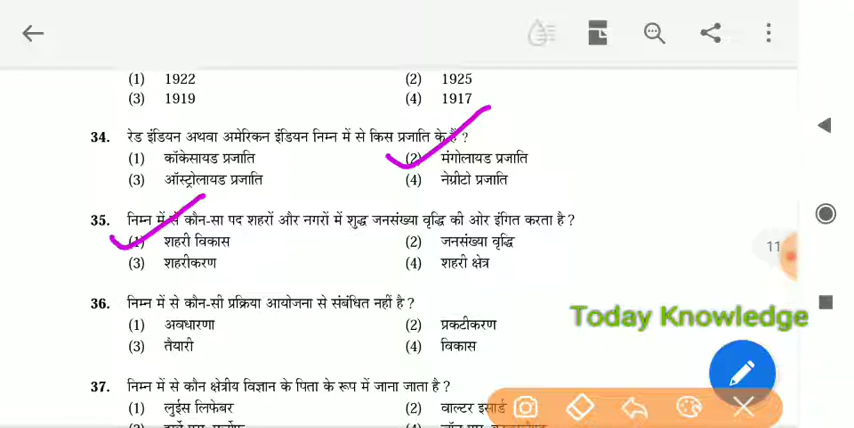 (1) 1922 (2) 1925
(3) 1919 (4) 1917
34. रेड इंडियन अथवा अमेरिकन इंडियन निम्न में से किस प्रजाति के हैं ?
(1) कॉकेसायड प्रजाति (2) मंगोलायड प्रजाति
(3) ऑस्ट्रोलायड प्रजाति (4) नेग्रीटो प्रजाति
35. निम्न में से कौन-सा पद शहरों और नगरों में शुद्ध जनसंख्या वृद्धि की ओर इंगित करता है ?
(1) शहरी विकास (2) जनसंख्या वृद्धि
(3) शहरीकरण (4) शहरी क्षेत्र
11
36. निम्न में से कौन-सी प्रक्रिया आयोजना से संबंधित नहीं है ?
(1) अवधारणा (2) प्रकटीकरण
Today Knowledge
(3) तैयारी (4) विकास
37. निम्न में से कौन क्षेत्रीय विज्ञान के पिता के रूप में जाना जाता है ?
(1) लुईस लिफेबर (2) वाल्टर इसार्ड